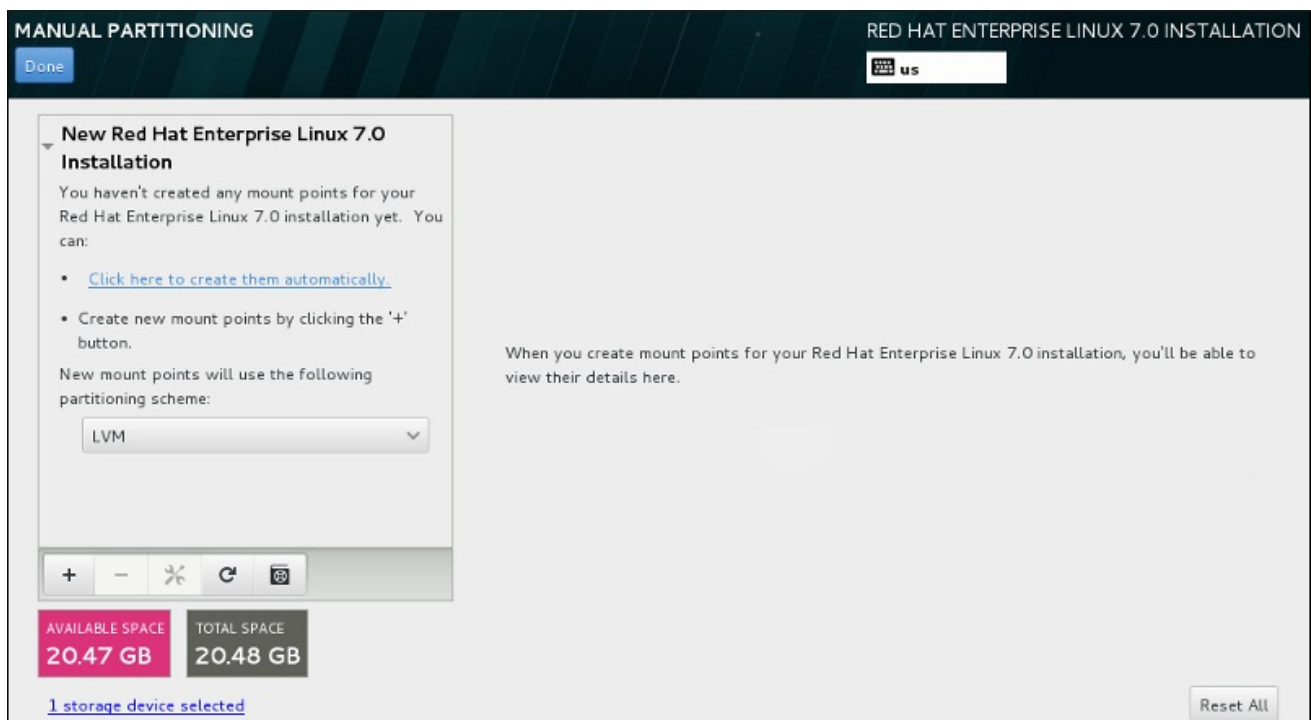 MANUAL PARTITIONING
RED HAT ENTERPRISE LINUX 7.0 INSTALLATION
Done
us
New Red Hat Enterprise Linux 7.0
Installation
You haven't created any mount points for your
Red Hat Enterprise Linux 7.0 installation yet. You
can:
• Click here to create them automatically.
• Create new mount points by clicking the '+'
button.
New mount points will use the following
partitioning scheme:
LVM
When you create mount points for your Red Hat Enterprise Linux 7.0 installation, you'll be able to
view their details here.
+ −
AVAILABLE SPACE
20.47 GB
TOTAL SPACE
20.48 GB
1 storage device selected
Reset All